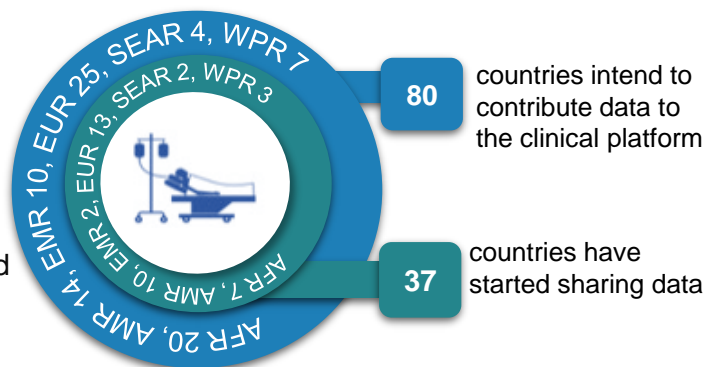 AFR 20, AMR 14, EMR 10, EUR 25, SEAR 4, WPR 7
AFR 7, AMR 10, EMR 2, EUR 13, SEAR 2, WPR 3
80
countries intend to
contribute data to
the clinical platform
d
37
countries have
started sharing data